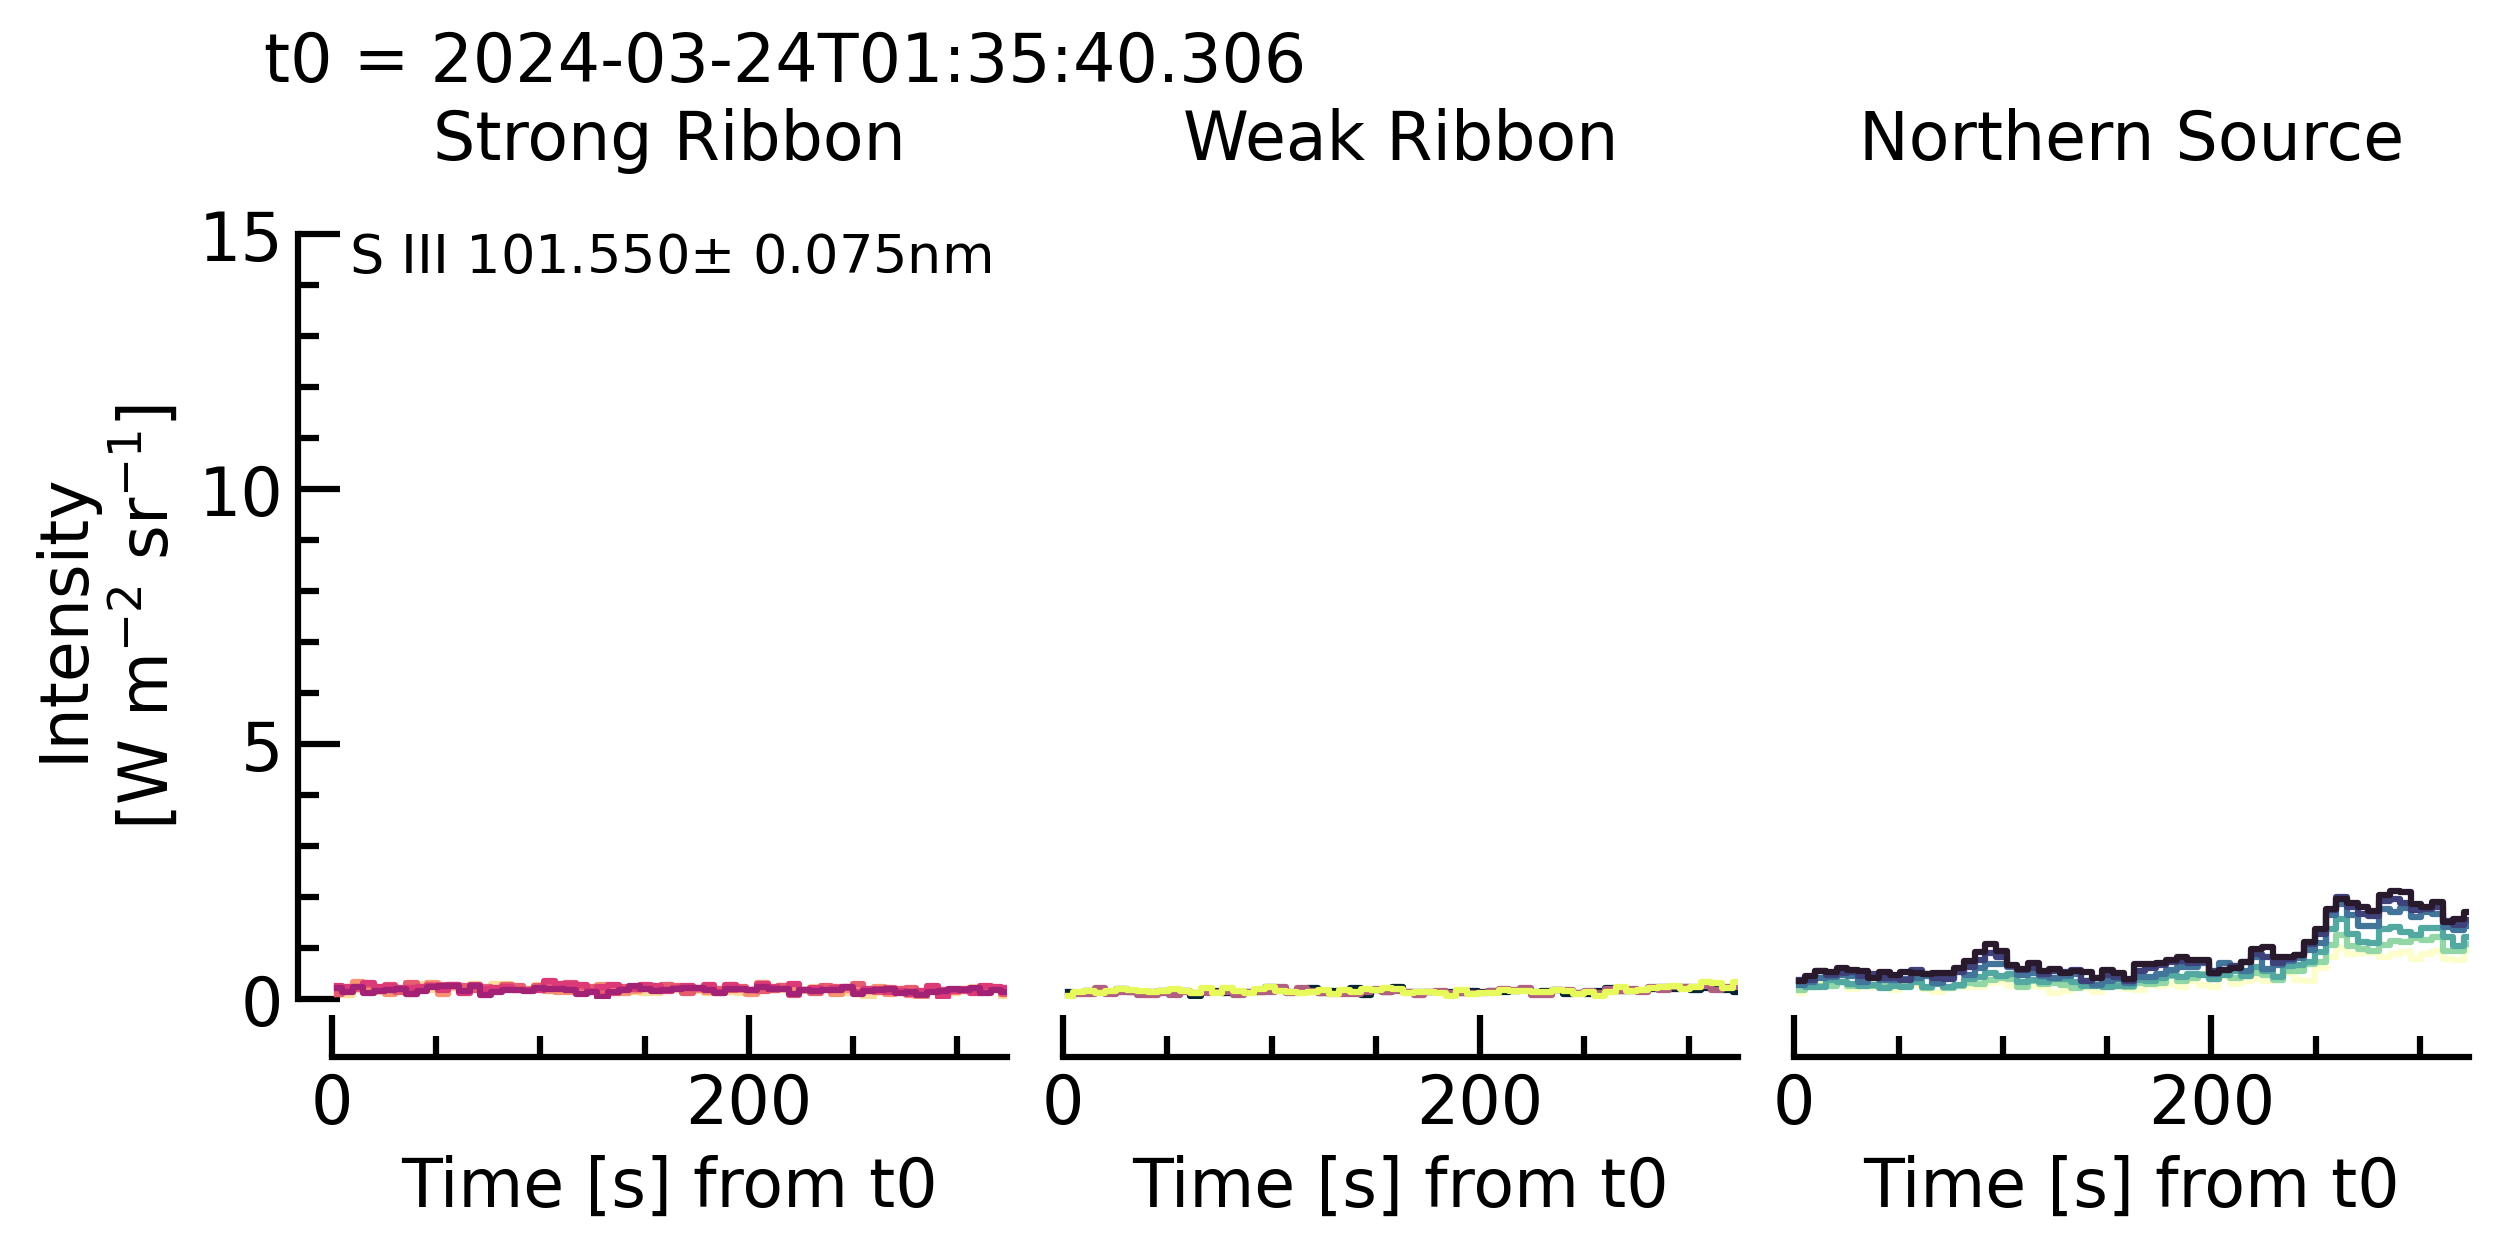 t0 = 2024-03-24T01:35:40.306
Strong Ribbon
Weak Ribbon
Northern Source
S III 101.550± 0.075nm
Intensity
[W m⁻² sr⁻¹]
15
10
5
0
0 200
0 200
0 200
Time [s] from t0
Time [s] from t0
Time [s] from t0